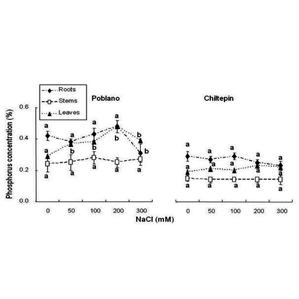 Roots
Stems
Leaves
Poblano
Chiltepin
Phosphorus concentration (%)
0.6
0.4
0.2
0.0
a a a a b
a b b a b
a a a a a
a a a a a
a a a a a
a a a a a
0 50 100 200 300
0 50 100 200 300
NaCl (mM)